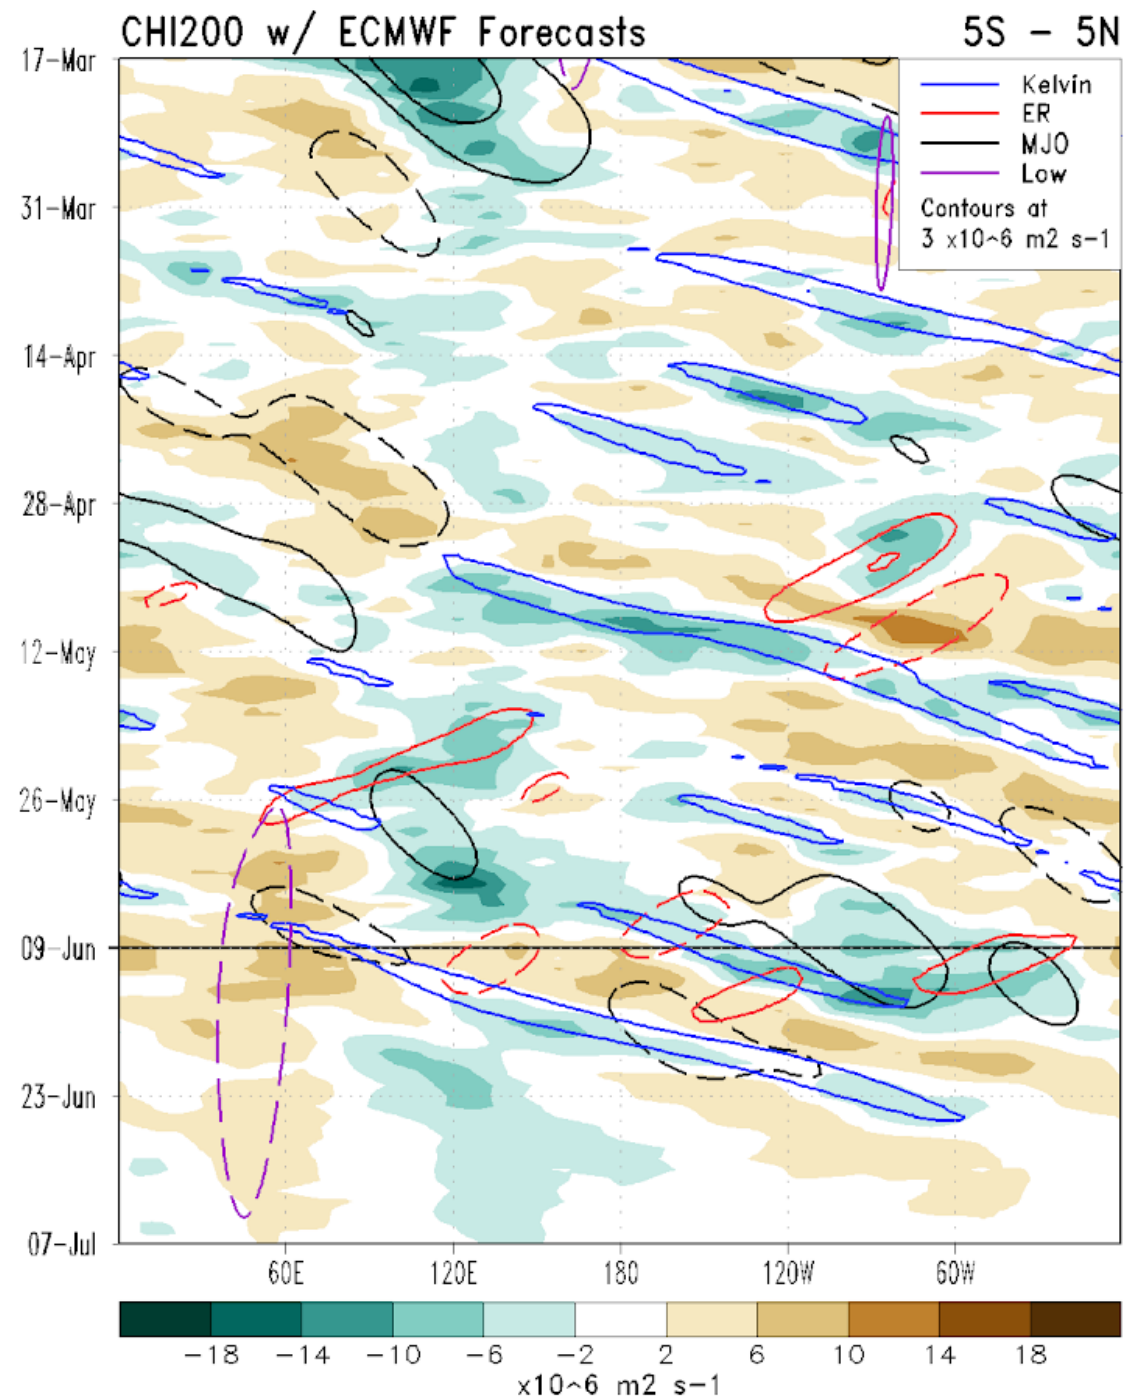 CHI200 w/ ECMWF Forecasts 5S - 5N
17-Mar
Kelvin
ER
MJO
Low
Contours at
3 x10^6 m2 s-1
31-Mar
14-Apr
28-Apr
12-May
26-May
09-Jun
23-Jun
07-Jul
60E 120E 180 120W 60W
-18 -14 -10 -6 -2 2 6 10 14 18
x10^6 m2 s-1